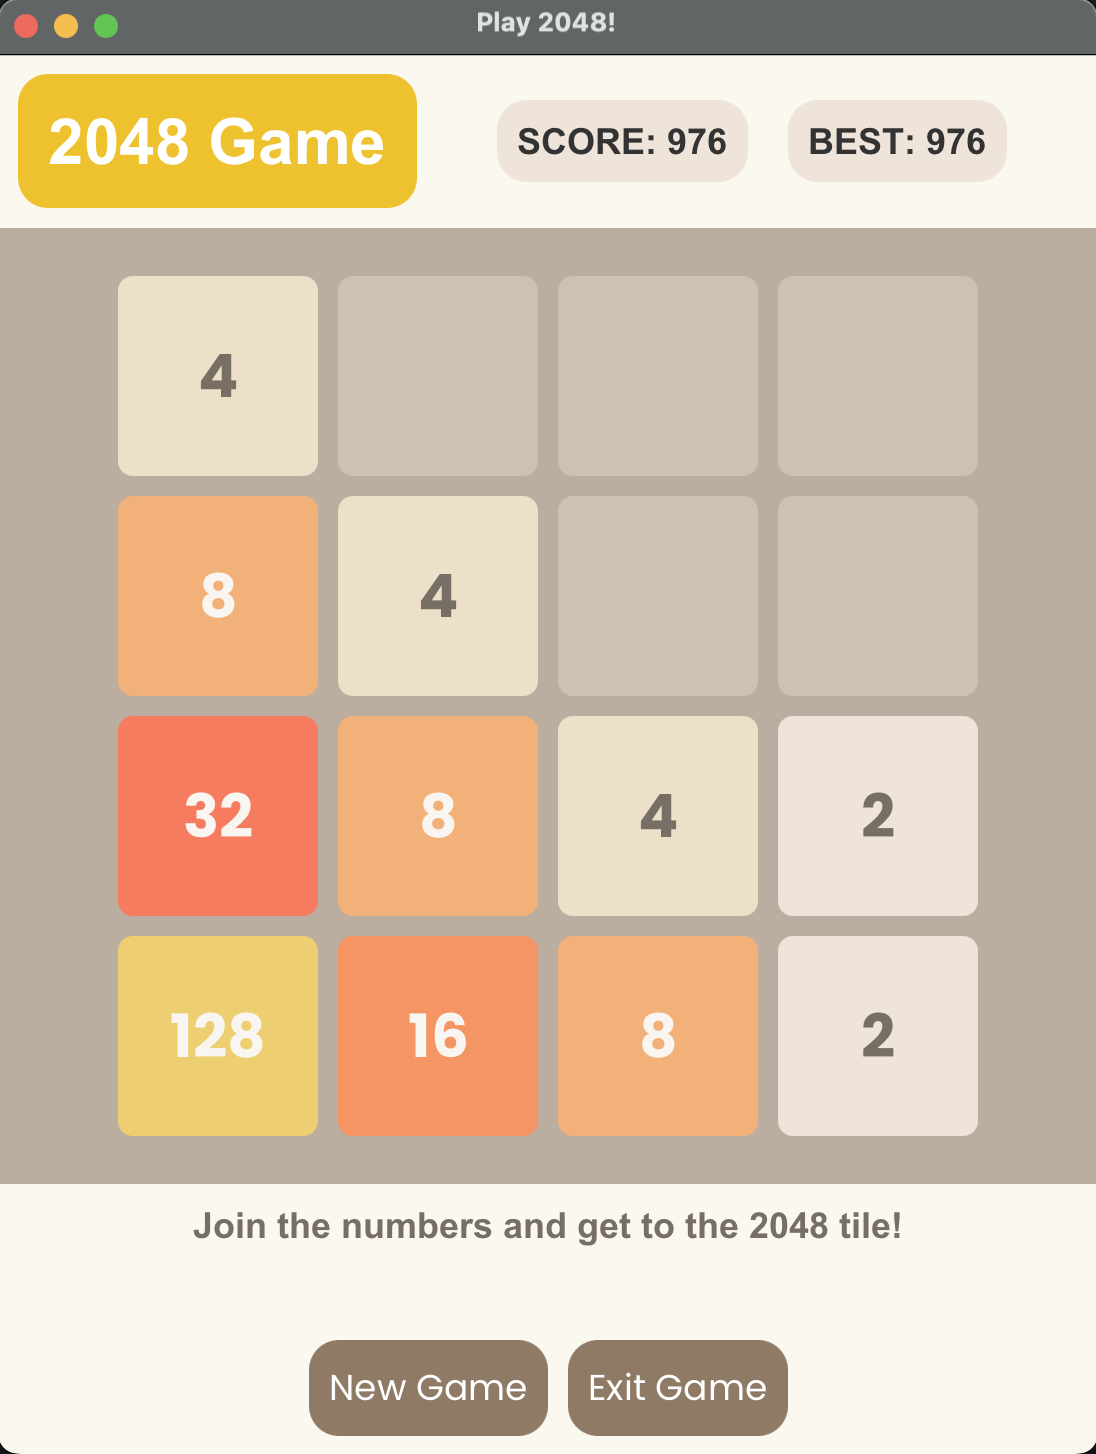 Play 2048!
2048 Game
SCORE: 976
BEST: 976
4
8 4
32 8 4 2
128 16 8 2
Join the numbers and get to the 2048 tile!
New Game
Exit Game